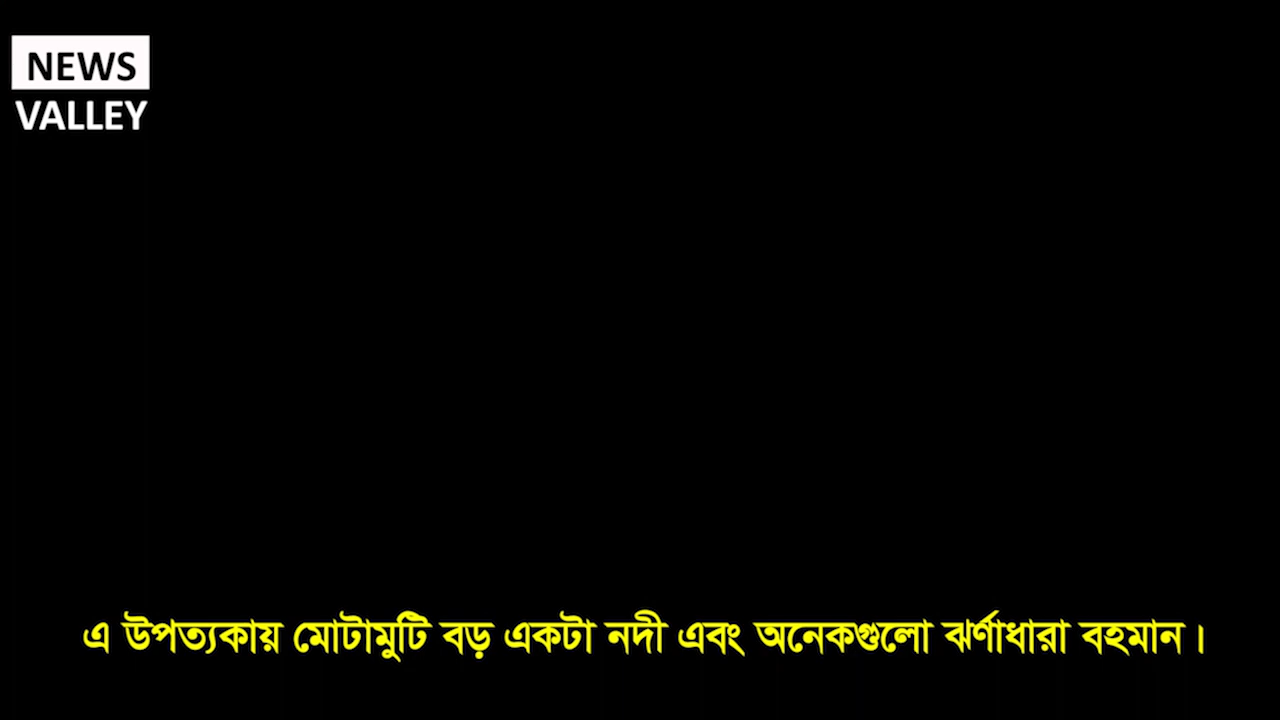 NEWS
VALLEY
এ উপত্যকায় মোটামুটি বড় একটা নদী এবং অনেকগুলো ঝর্ণাধারা বহমান।